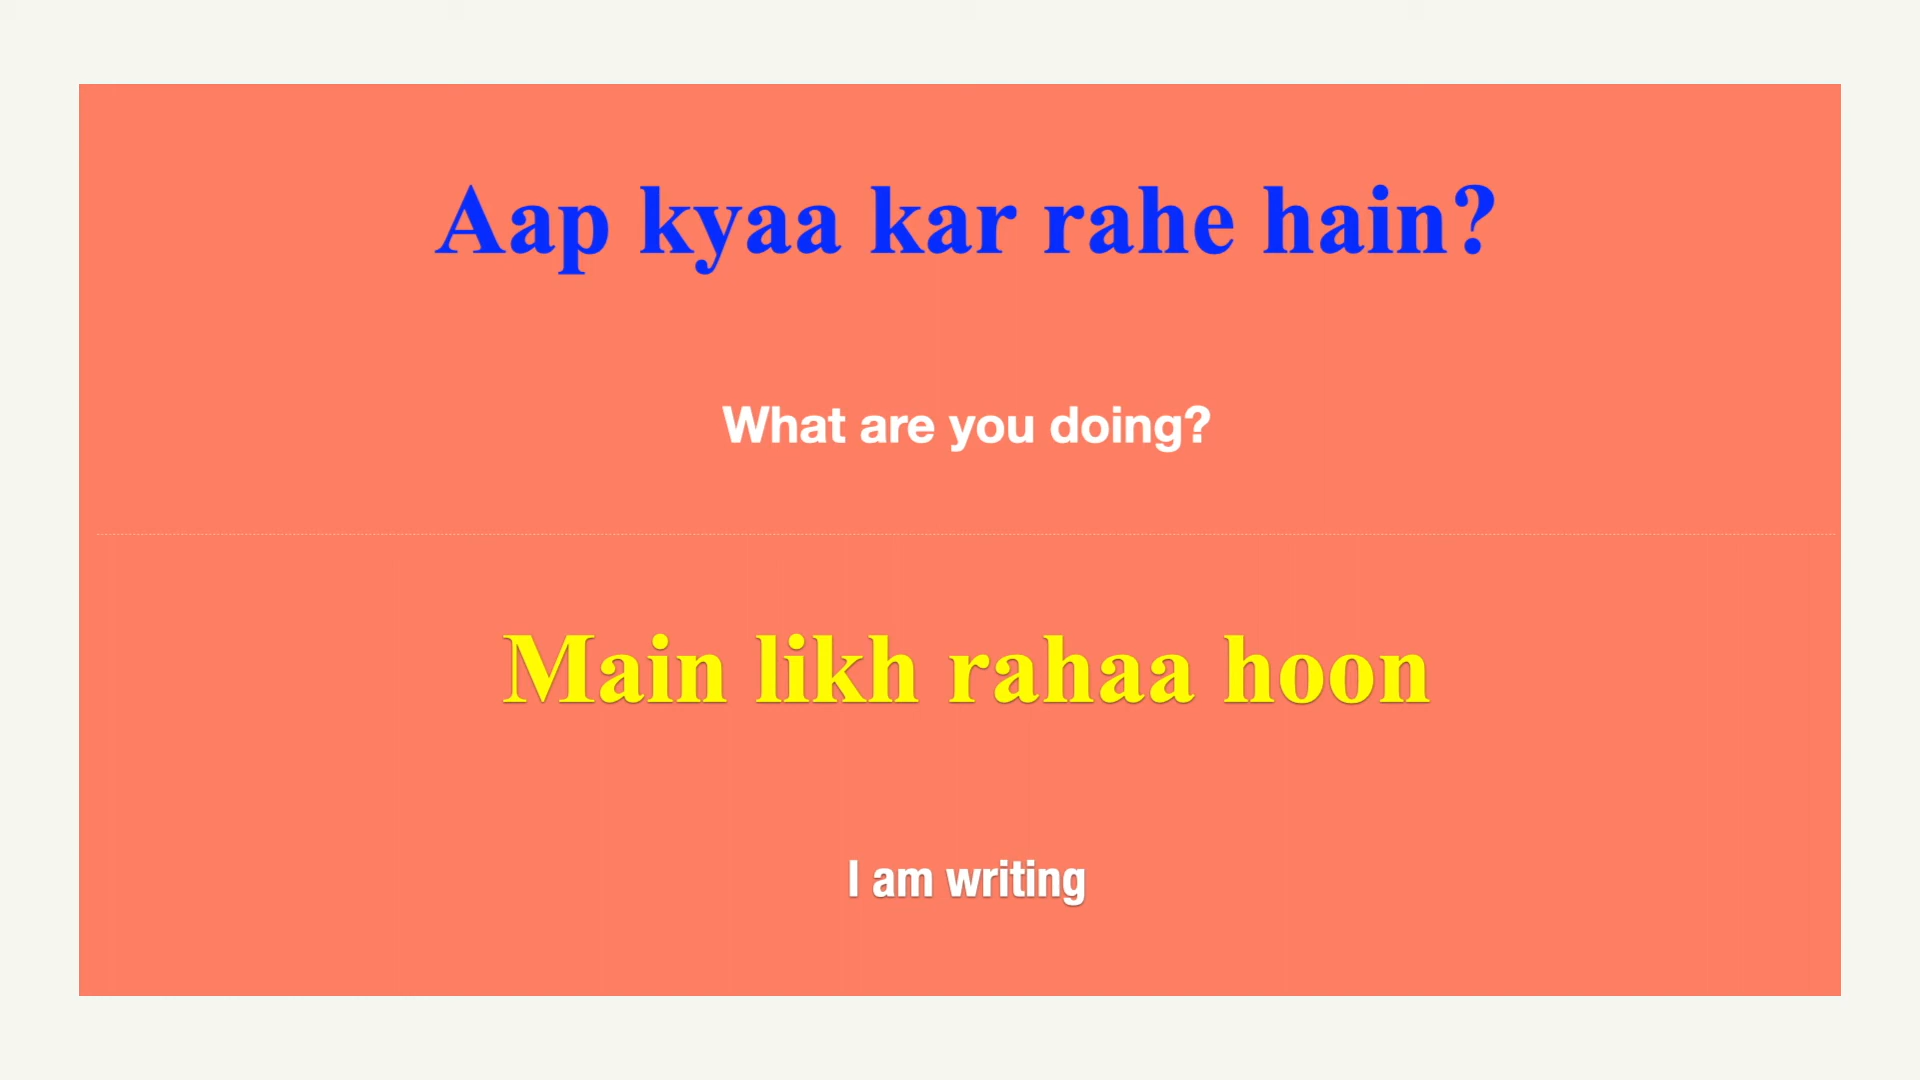 Aap kyaa kar rahe hain?
What are you doing?
Main likh rahaa hoon
I am writing